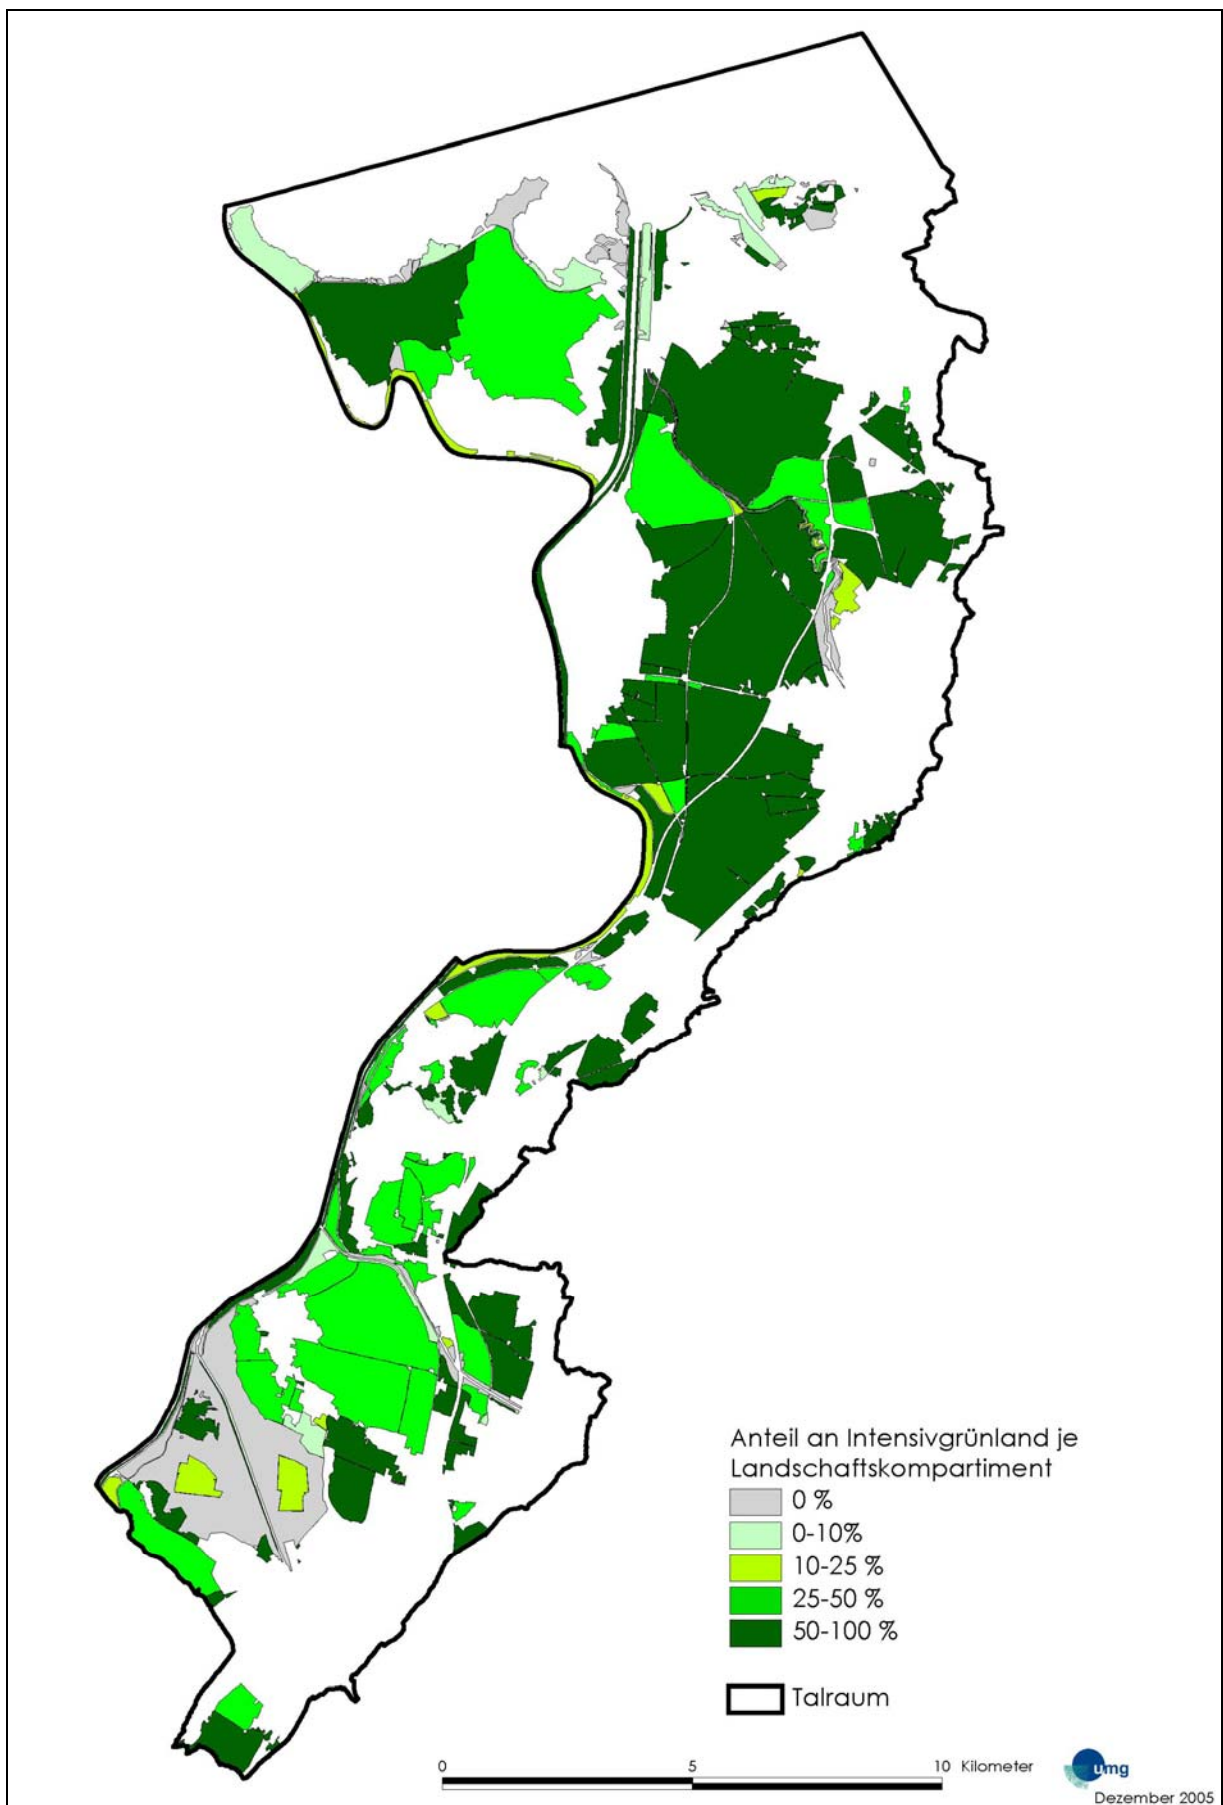 Anteil an Intensivgrünland je
Landschaftskompartiment
0 %
0-10%
10-25 %
25-50 %
50-100 %
Talraum
0 5 10 Kilometer
umg
Dezember 2005